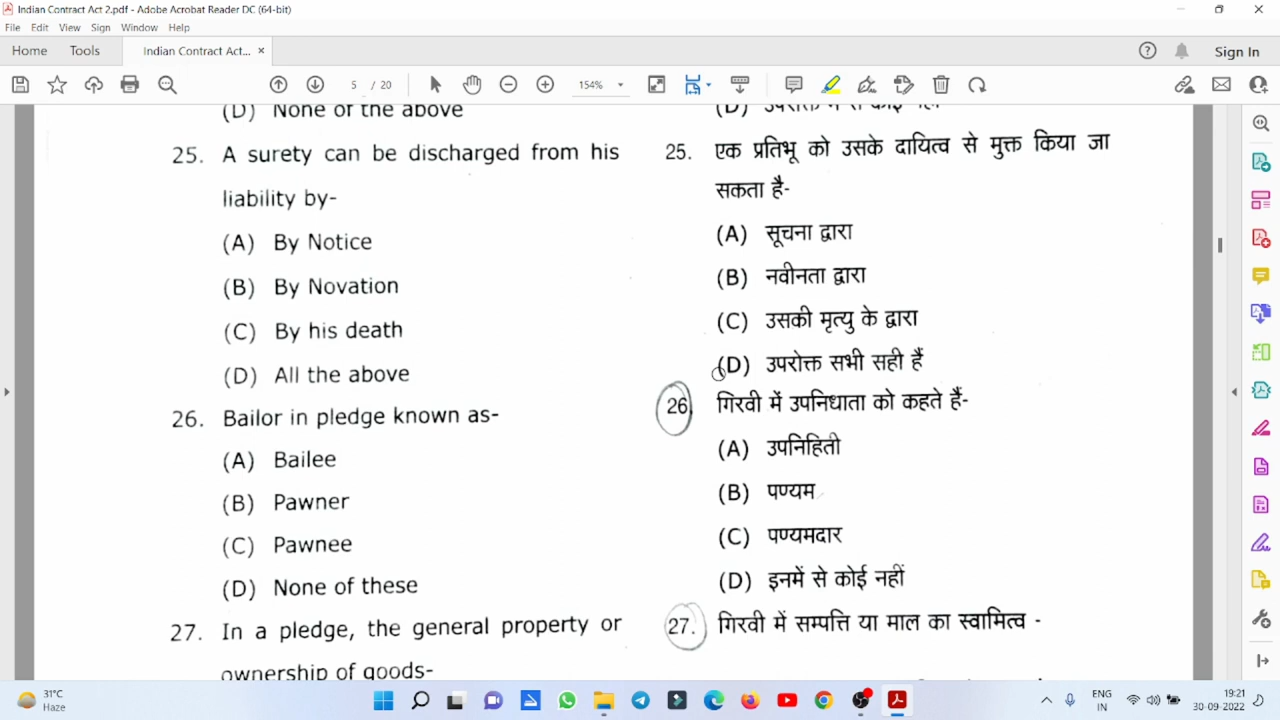 Indian Contract Act 2.pdf - Adobe Acrobat Reader DC (64-bit)
File Edit View Sign Window Help
Home Tools Indian Contract Act... × Sign In
5 / 20 154%
(D) None of the above
25. A surety can be discharged from his
liability by-
(A) By Notice
(B) By Novation
(C) By his death
(D) All the above
26. Bailor in pledge known as-
(A) Bailee
(B) Pawner
(C) Pawnee
(D) None of these
27. In a pledge, the general property or
ownership of goods-
(D) उपरोक्त में से कोई नहीं
25. एक प्रतिभू को उसके दायित्व से मुक्त किया जा
सकता है-
(A) सूचना द्वारा
(B) नवीनता द्वारा
(C) उसकी मृत्यु के द्वारा
(D) उपरोक्त सभी सही हैं
26. गिरवी में उपनिधाता को कहते हैं-
(A) उपनिहिती
(B) पण्यम
(C) पण्यमदार
(D) इनमें से कोई नहीं
27. गिरवी में सम्पत्ति या माल का स्वामित्व -
31°C
Haze
ENG
IN
19:21
30-09-2022